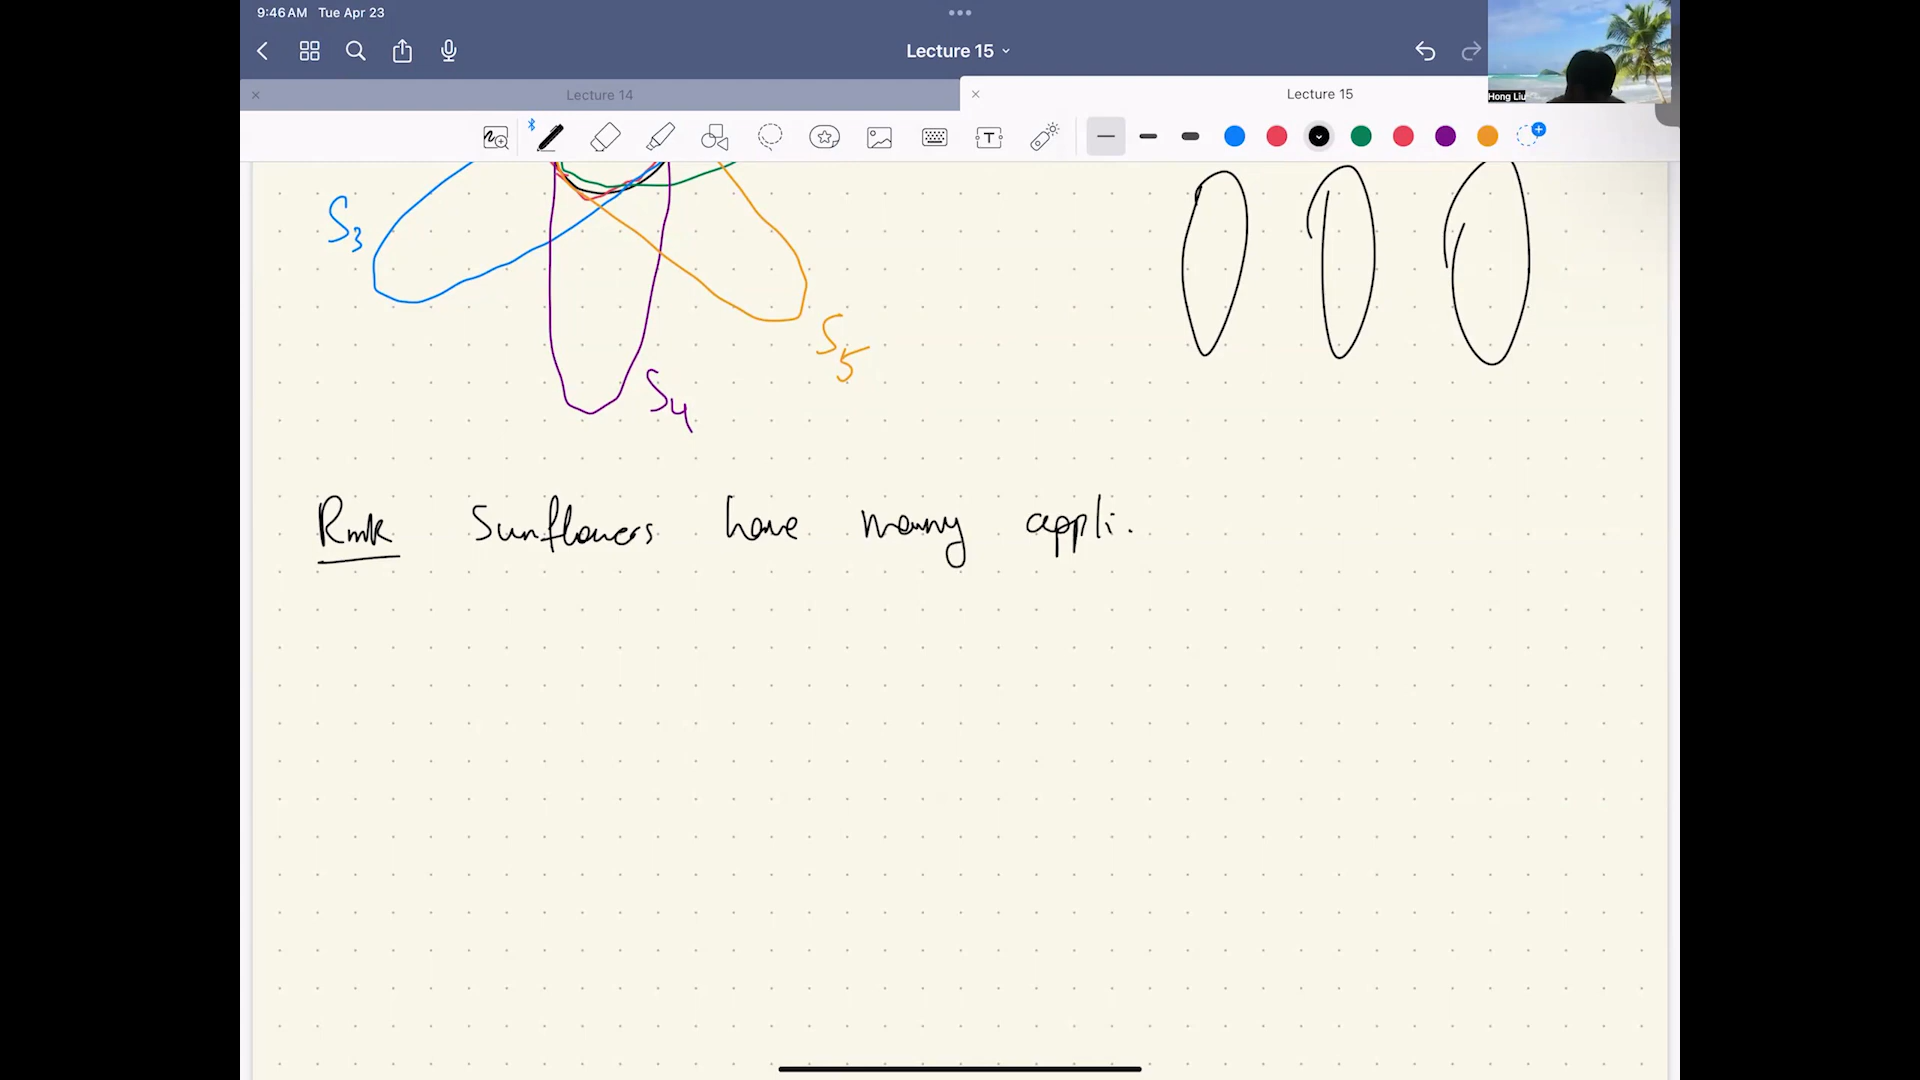 9:46 AM Tue Apr 23
Lecture 15
Lecture 14
Lecture 15
Hong Liu
S3
S5
S4
Rmk Sunflowers have many appli.